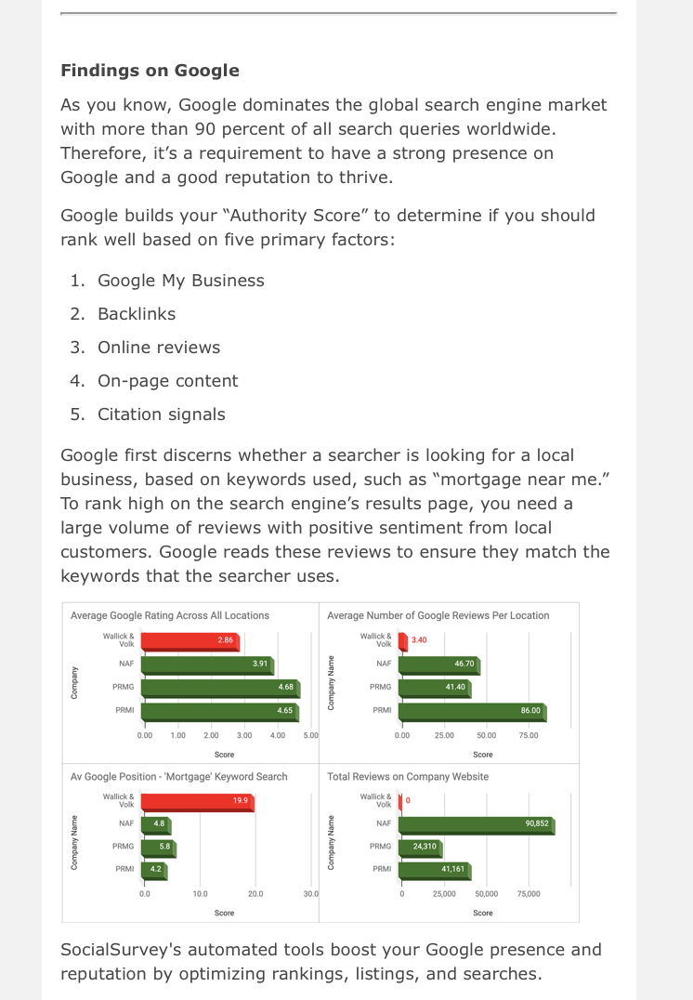 Findings on Google
As you know, Google dominates the global search engine market
with more than 90 percent of all search queries worldwide.
Therefore, it’s a requirement to have a strong presence on
Google and a good reputation to thrive.
Google builds your “Authority Score” to determine if you should
rank well based on five primary factors:
1. Google My Business
2. Backlinks
3. Online reviews
4. On-page content
5. Citation signals
Google first discerns whether a searcher is looking for a local
business, based on keywords used, such as “mortgage near me.”
To rank high on the search engine’s results page, you need a
large volume of reviews with positive sentiment from local
customers. Google reads these reviews to ensure they match the
keywords that the searcher uses.
Average Google Rating Across All Locations
Company
Wallick &
Volk
2.86
NAF
3.91
PRMG
4.68
PRMI
4.65
0.00 1.00 2.00 3.00 4.00 5.00
Score
Average Number of Google Reviews Per Location
Company Name
Wallick &
Volk
3.40
NAF
46.70
PRMG
41.40
PRMI
86.00
0.00 25.00 50.00 75.00
Score
Av Google Position - 'Mortgage' Keyword Search
Company Name
Wallick &
Volk
19.9
NAF
4.8
PRMG
5.8
PRMI
4.2
0.0 10.0 20.0 30.0
Score
Total Reviews on Company Website
Company Name
Wallick &
Volk
0
NAF
90,852
PRMG
24,310
PRMI
41,161
0 25,000 50,000 75,000
Score
SocialSurvey's automated tools boost your Google presence and
reputation by optimizing rankings, listings, and searches.